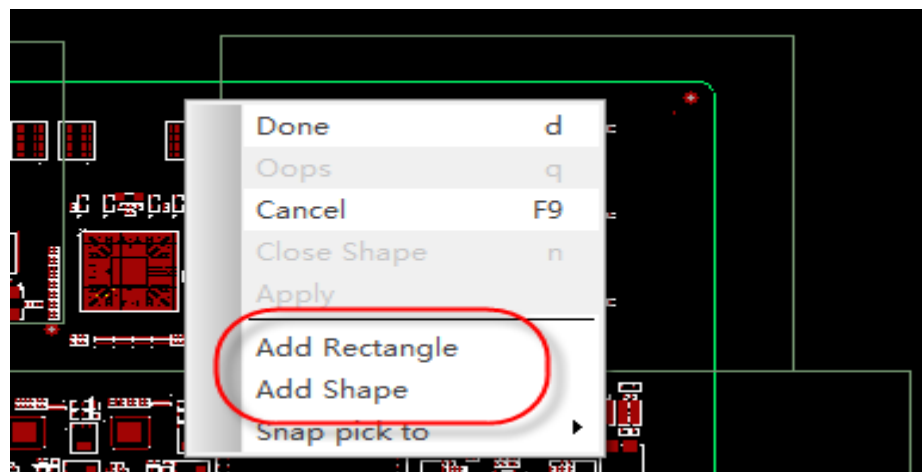 Done d
Oops q
Cancel F9
Close Shape n
Apply
Add Rectangle
Add Shape
Snap pick to